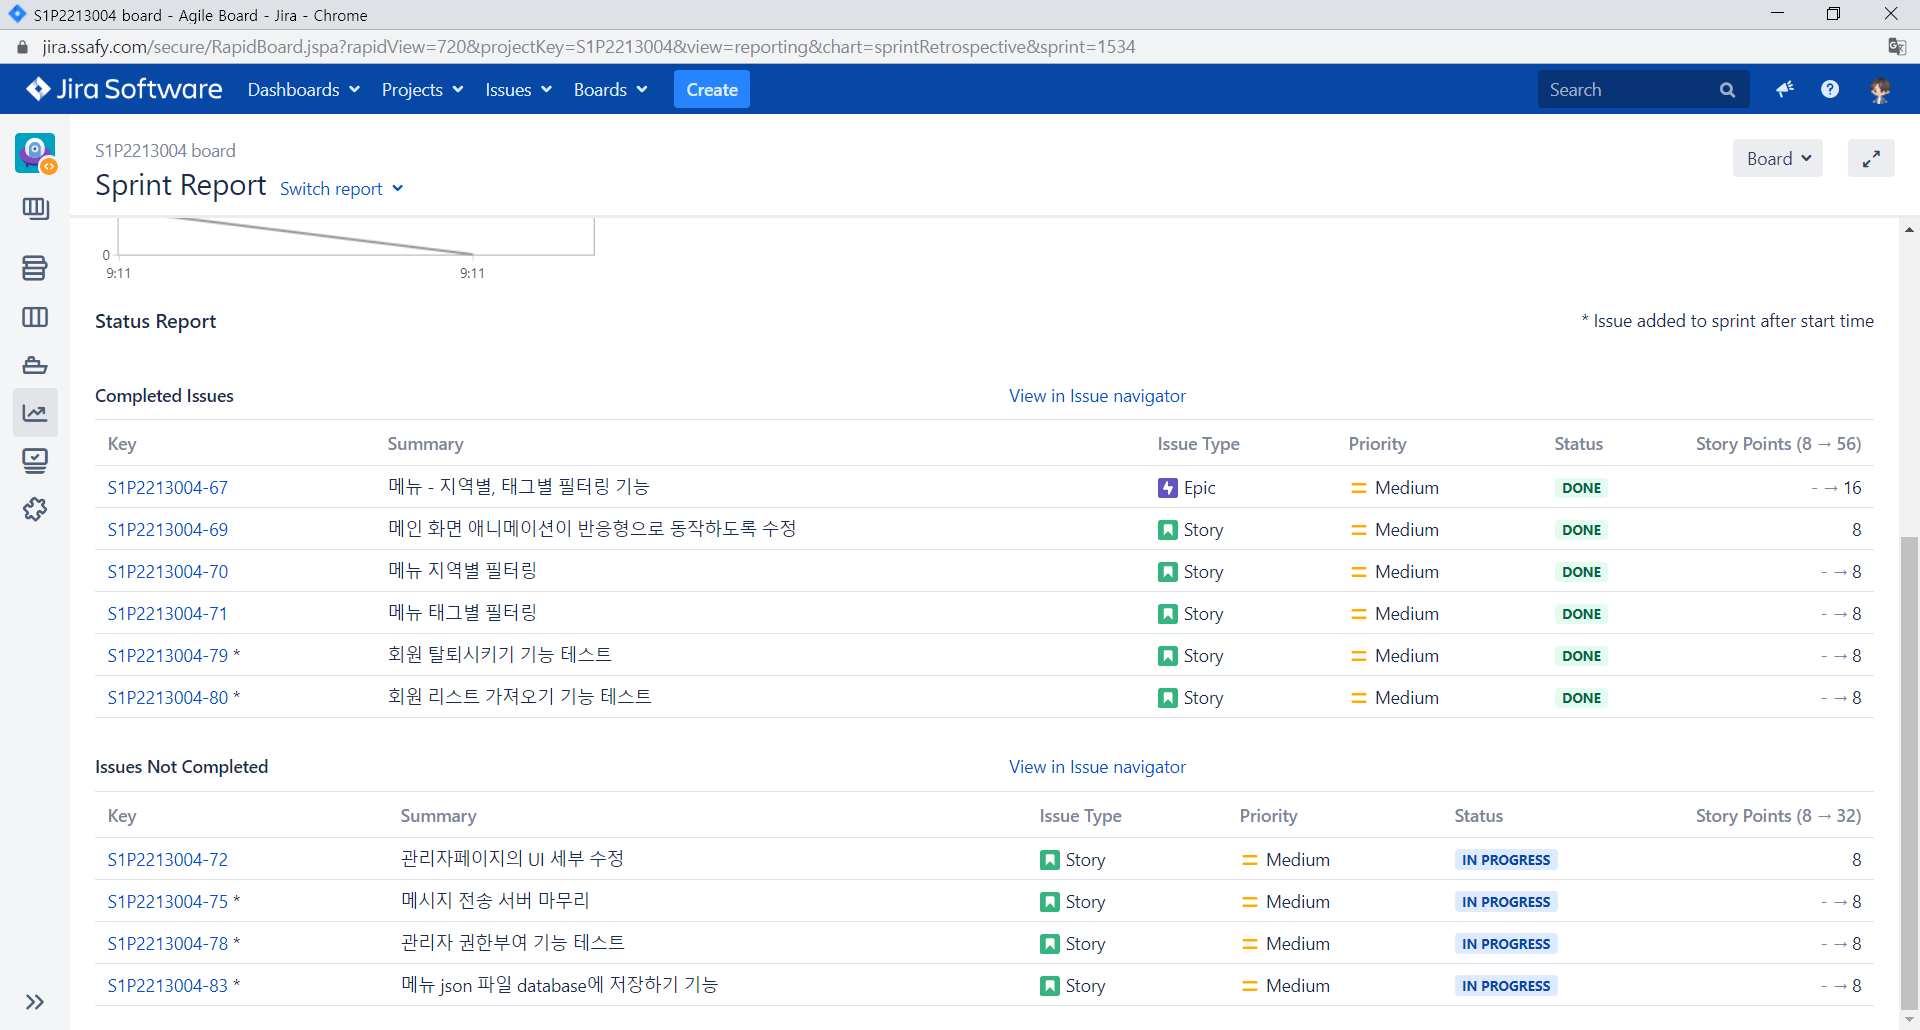 S1P2213004 board - Agile Board - Jira - Chrome
jira.ssafy.com/secure/RapidBoard.jspa?rapidView=720&projectKey=S1P2213004&view=reporting&chart=sprintRetrospective&sprint=1534
Jira Software Dashboards Projects Issues Boards Create Search
S1P2213004 board
Board
Sprint Report Switch report
0
9:11 9:11
Status Report * Issue added to sprint after start time
Completed Issues View in Issue navigator
Key Summary Issue Type Priority Status Story Points (8 → 56)
S1P2213004-67 메뉴 - 지역별, 태그별 필터링 기능 Epic Medium DONE - → 16
S1P2213004-69 메인 화면 애니메이션이 반응형으로 동작하도록 수정 Story Medium DONE 8
S1P2213004-70 메뉴 지역별 필터링 Story Medium DONE - → 8
S1P2213004-71 메뉴 태그별 필터링 Story Medium DONE - → 8
S1P2213004-79 * 회원 탈퇴시키기 기능 테스트 Story Medium DONE - → 8
S1P2213004-80 * 회원 리스트 가져오기 기능 테스트 Story Medium DONE - → 8
Issues Not Completed View in Issue navigator
Key Summary Issue Type Priority Status Story Points (8 → 32)
S1P2213004-72 관리자페이지의 UI 세부 수정 Story Medium IN PROGRESS 8
S1P2213004-75 * 메시지 전송 서버 마무리 Story Medium IN PROGRESS - → 8
S1P2213004-78 * 관리자 권한부여 기능 테스트 Story Medium IN PROGRESS - → 8
S1P2213004-83 * 메뉴 json 파일 database에 저장하기 기능 Story Medium IN PROGRESS - → 8